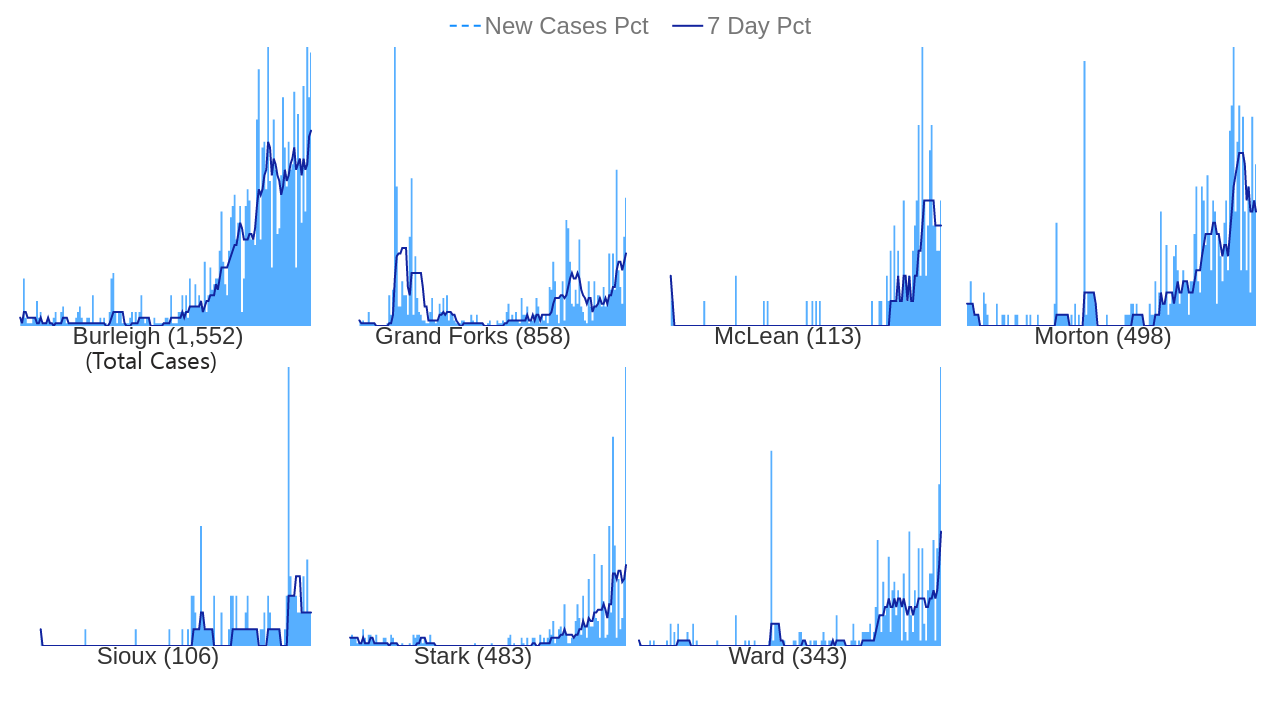 New Cases Pct 7 Day Pct
Burleigh (1,552)
(Total Cases)
Grand Forks (858)
McLean (113)
Morton (498)
Sioux (106)
Stark (483)
Ward (343)